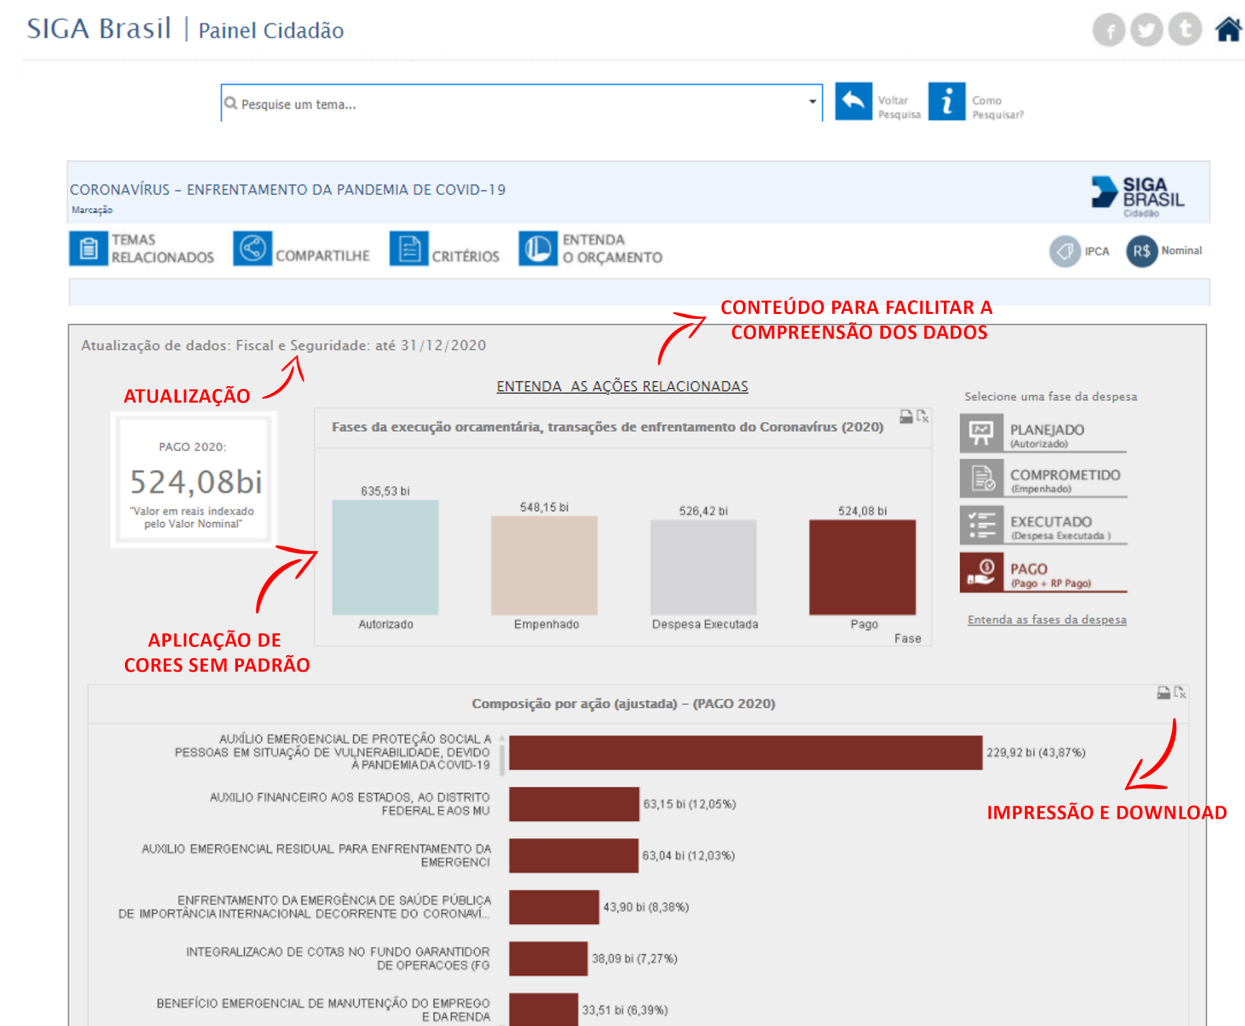 SIGA Brasil | Painel Cidadão
Pesquise um tema...
Voltar
Pesquisa
Como
Pesquisar?
CORONAVÍRUS - ENFRENTAMENTO DA PANDEMIA DE COVID-19
Marcação
SIGA
BRASIL
Cidadão
TEMAS
RELACIONADOS
COMPARTILHE
CRITÉRIOS
ENTENDA
O ORÇAMENTO
IPCA
R$ Nominal
CONTEÚDO PARA FACILITAR A
COMPREENSÃO DOS DADOS
Atualização de dados: Fiscal e Seguridade: até 31/12/2020
ATUALIZAÇÃO
ENTENDA AS AÇÕES RELACIONADAS
PAGO 2020:
524,08bi
"Valor em reais indexado
pelo Valor Nominal"
Fases da execução orcamentária, transações de enfrentamento do Coronavírus (2020)
635,53 bi
548,15 bi
526,42 bi
524,08 bi
Autorizado
Empenhado
Despesa Executada
Pago
Fase
Selecione uma fase da despesa
PLANEJADO
(Autorizado)
COMPROMETIDO
(Empenhado)
EXECUTADO
(Despesa Executada )
PAGO
(Pago + RP Pago)
Entenda as fases da despesa
APLICAÇÃO DE
CORES SEM PADRÃO
Composição por ação (ajustada) - (PAGO 2020)
AUXÍLIO EMERGENCIAL DE PROTEÇÃO SOCIAL A
PESSOAS EM SITUAÇÃO DE VULNERABILIDADE, DEVIDO
À PANDEMIA DA COVID-19
229,92 bi (43,87%)
AUXILIO FINANCEIRO AOS ESTADOS, AO DISTRITO
FEDERAL E AOS MU
63,15 bi (12,05%)
IMPRESSÃO E DOWNLOAD
AUXILIO EMERGENCIAL RESIDUAL PARA ENFRENTAMENTO DA
EMERGENCI
63,04 bi (12,03%)
ENFRENTAMENTO DA EMERGÊNCIA DE SAÚDE PÚBLICA
DE IMPORTÂNCIA INTERNACIONAL DECORRENTE DO CORONAVÍ...
43,90 bi (8,38%)
INTEGRALIZACAO DE COTAS NO FUNDO GARANTIDOR
DE OPERACOES (FG
38,09 bi (7,27%)
BENEFÍCIO EMERGENCIAL DE MANUTENÇÃO DO EMPREGO
E DA RENDA
33,51 bi (6,39%)